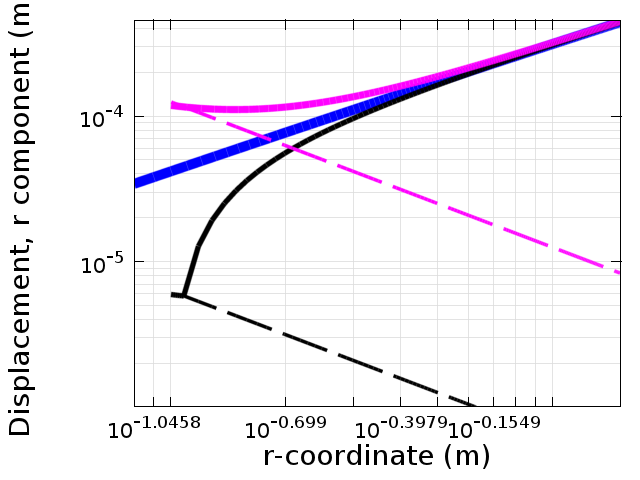 Displacement, r component (m
10^-4
10^-5
10^-1.0458 10^-0.699 10^-0.3979 10^-0.1549
r-coordinate (m)